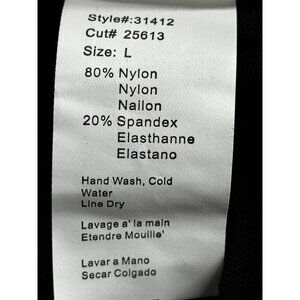 Style#:31412
Cut# 25613
Size: L
80% Nylon
Nylon
Nailon
20% Spandex
Elasthanne
Elastano
Hand Wash, Cold
Water
Line Dry
Lavage a' la main
Etendre Mouille'
Lavar a Mano
Secar Colgado